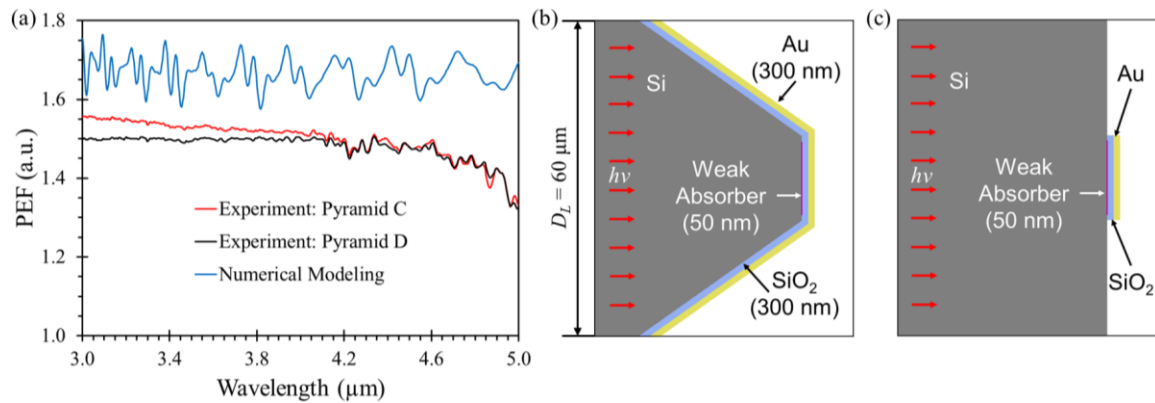 (a)
1.8
1.6
1.4
1.2
1.0
PEF (a.u.)
Experiment: Pyramid C
Experiment: Pyramid D
Numerical Modeling
3.0 3.4 3.8 4.2 4.6 5.0
Wavelength (µm)
(b)
D_L = 60 µm
Si
hν
Au
(300 nm)
Weak
Absorber
(50 nm)
SiO₂
(300 nm)
(c)
Si
hν
Au
Weak
Absorber
(50 nm)
SiO₂